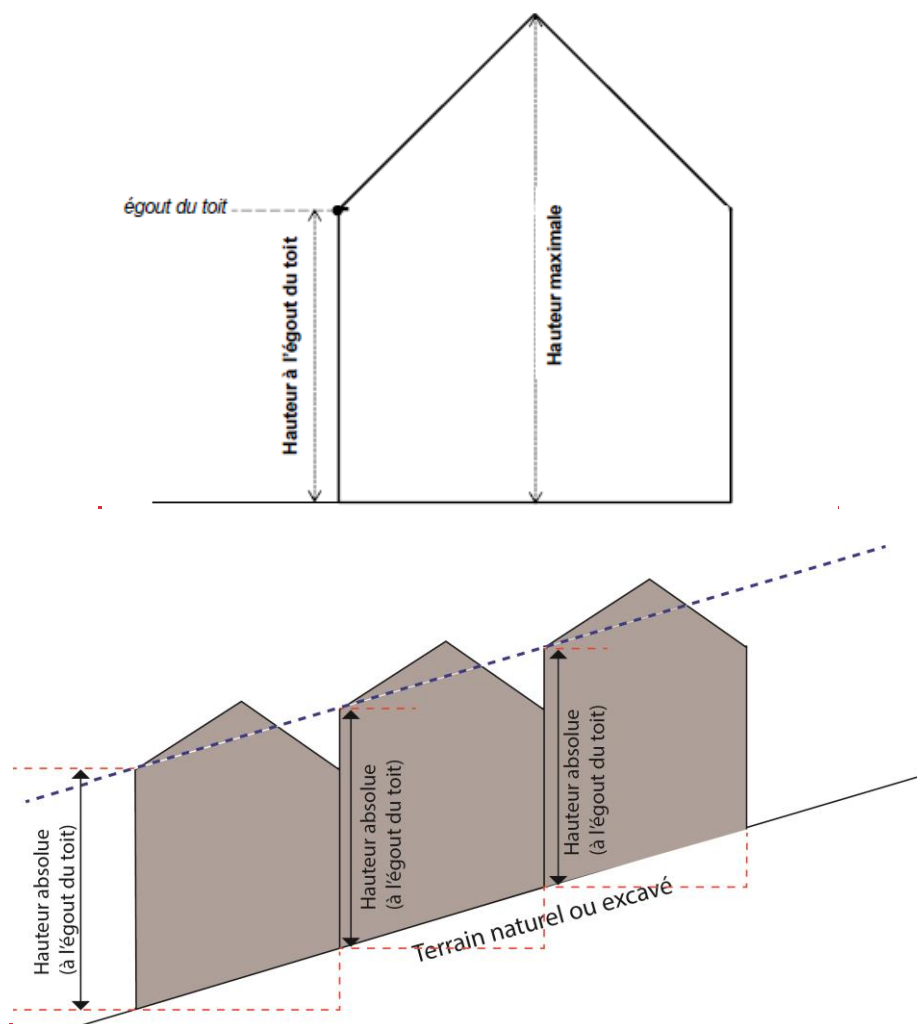 égout du toit
Hauteur à l'égout du toit
Hauteur maximale
Hauteur absolue
(à l'égout du toit)
Hauteur absolue
(à l'égout du toit)
Hauteur absolue
(à l'égout du toit)
Terrain naturel ou excavé